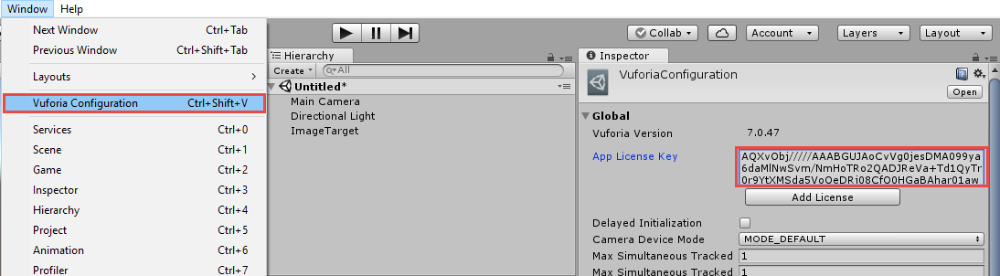 Window Help
Next Window Ctrl+Tab
Previous Window Ctrl+Shift+Tab
Layouts
Vuforia Configuration Ctrl+Shift+V
Services Ctrl+0
Scene Ctrl+1
Game Ctrl+2
Inspector Ctrl+3
Hierarchy Ctrl+4
Project Ctrl+5
Animation Ctrl+6
Profiler Ctrl+7
Collab
Account
Layers
Layout
Hierarchy
Create
All
Untitled*
Main Camera
Directional Light
ImageTarget
Inspector
VuforiaConfiguration
Open
Global
Vuforia Version 7.0.47
App License Key
AQXvObj/////AAABGUJAoCvVg0jesDMA099ya
6daMlNwSvm/NmHoTRo2QADJReVa+Td1QyTr
0r9YtXMSda5VoOeDRi08CfO0HGaBAhar01aw
Add License
Delayed Initialization
Camera Device Mode MODE_DEFAULT
Max Simultaneous Tracked 1
Max Simultaneous Tracked 1